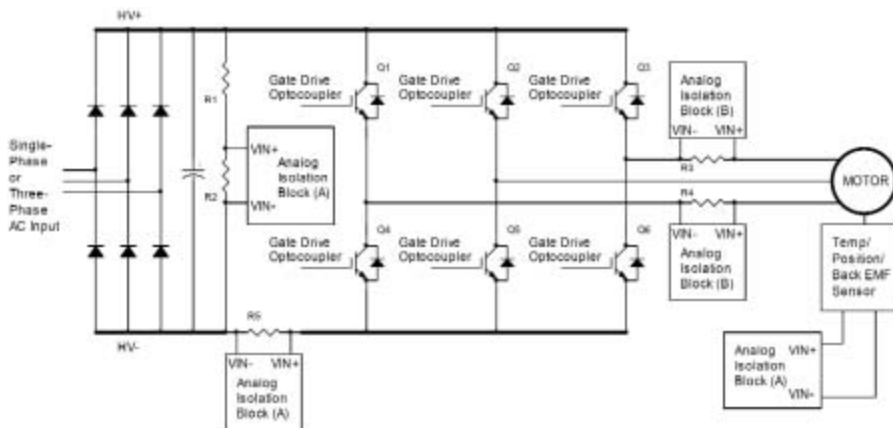 HV+
Single-
Phase
or
Three-
Phase
AC Input
R1
R2
VIN+
Analog
Isolation
Block (A)
VIN-
Gate Drive
Optocoupler
Q1
Gate Drive
Optocoupler
Q2
Gate Drive
Optocoupler
Q3
Analog
Isolation
Block (B)
VIN- VIN+
R3
R4
MOTOR
Gate Drive
Optocoupler
Q4
Gate Drive
Optocoupler
Q5
Gate Drive
Optocoupler
Q6
VIN- VIN+
Analog
Isolation
Block (B)
Temp/
Position/
Back EMF
Sensor
HV-
R5
VIN- VIN+
Analog
Isolation
Block (A)
Analog
Isolation
Block (A)
VIN+
VIN-